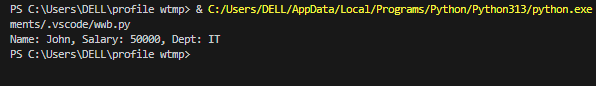 PS C:\Users\DELL\profile wtmp> & C:/Users/DELL/AppData/Local/Programs/Python/Python313/python.exe
ments/.vscode/wwb.py
Name: John, Salary: 50000, Dept: IT
PS C:\Users\DELL\profile wtmp>